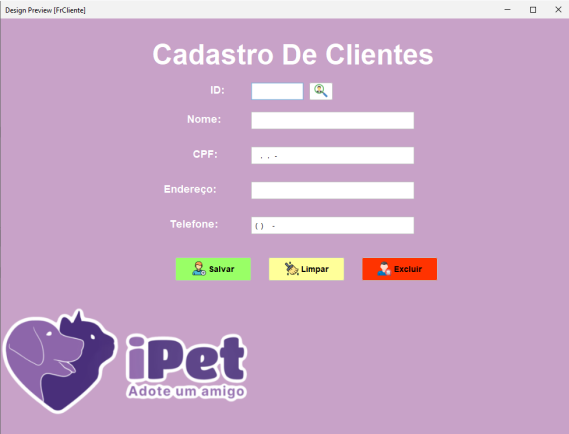 Design Preview [FrCliente]
Cadastro De Clientes
ID:
Nome:
CPF:
. . -
Endereço:
Telefone:
( ) -
Salvar
Limpar
Excluir
iPet
Adote um amigo